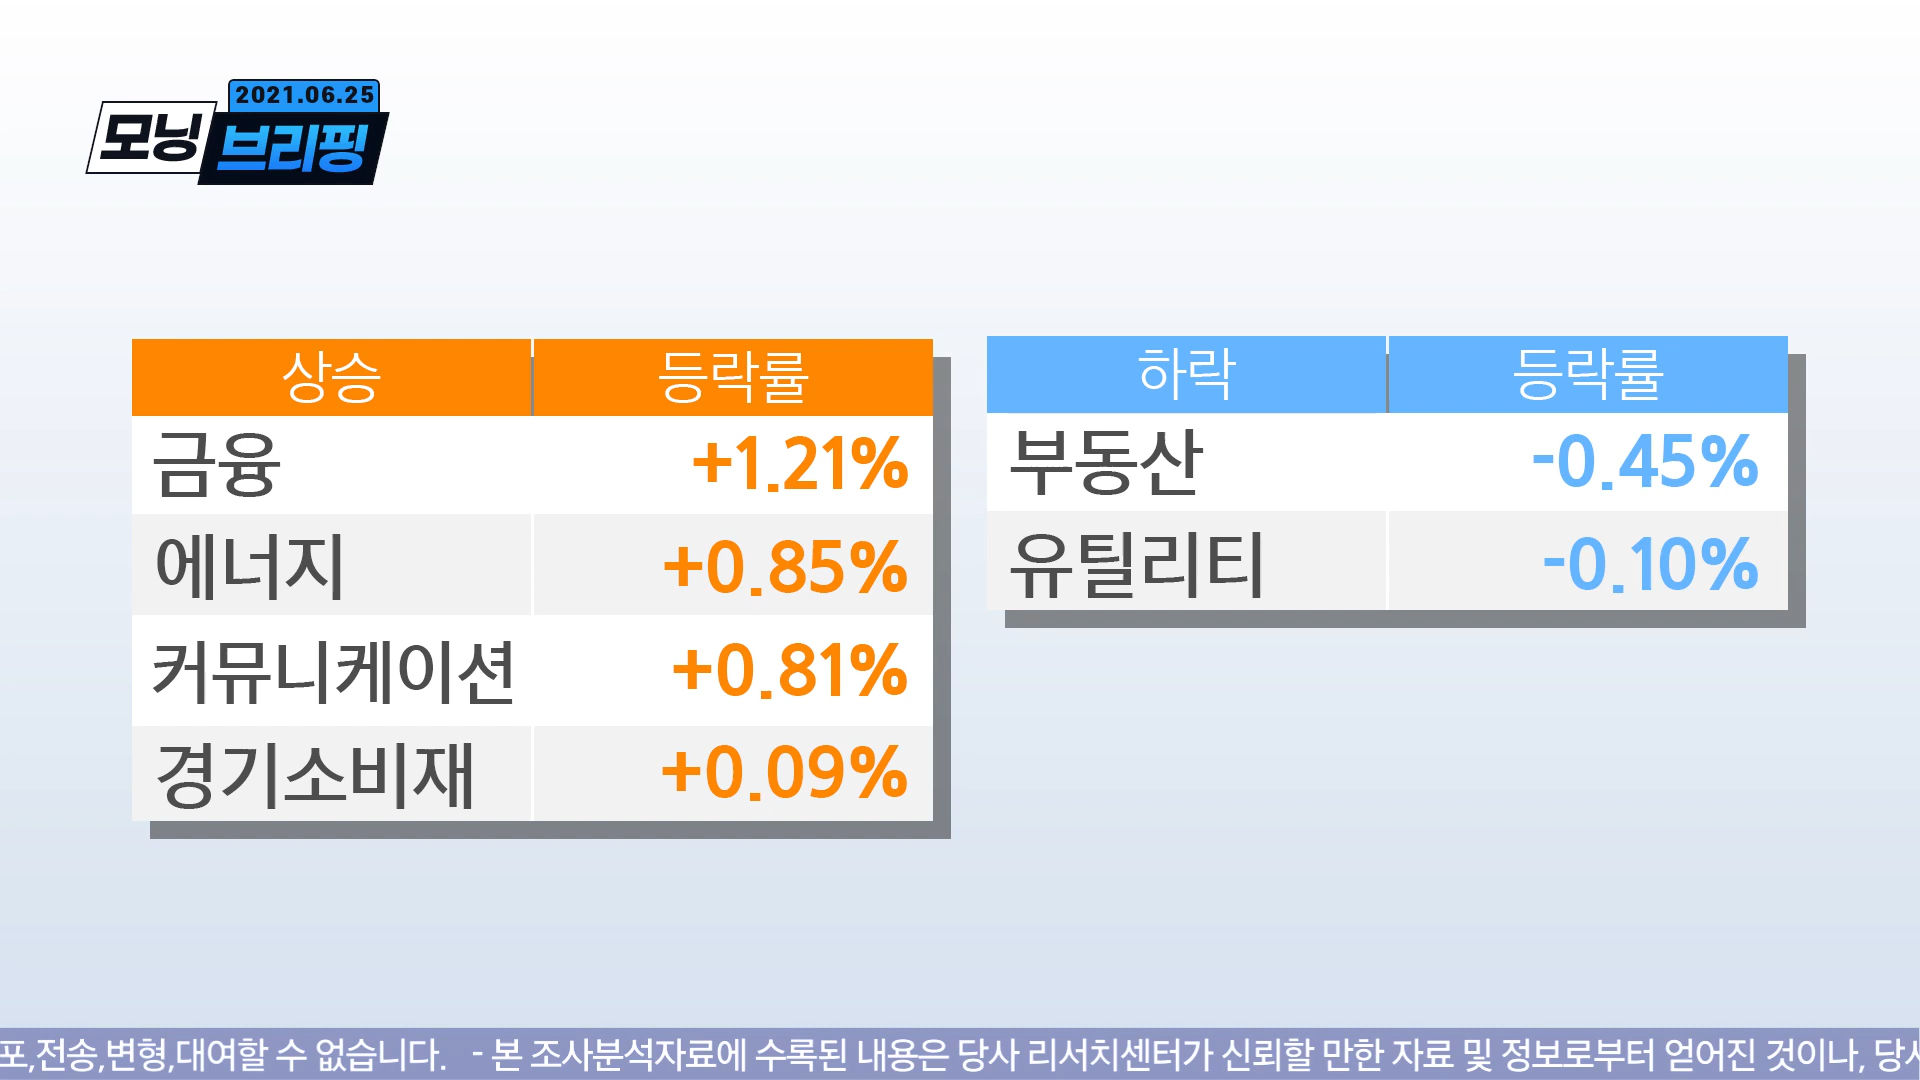 2021.06.25
모닝 브리핑
상승 등락률
금융 +1.21%
에너지 +0.85%
커뮤니케이션 +0.81%
경기소비재 +0.09%
하락 등락률
부동산 -0.45%
유틸리티 -0.10%
포,전송,변형,대여할 수 없습니다. - 본 조사분석자료에 수록된 내용은 당사 리서치센터가 신뢰할 만한 자료 및 정보로부터 얻어진 것이나,